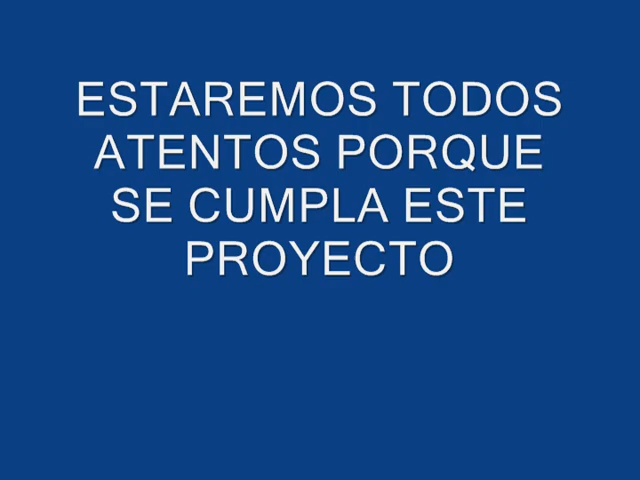 ESTAREMOS TODOS
ATENTOS PORQUE
SE CUMPLA ESTE
PROYECTO